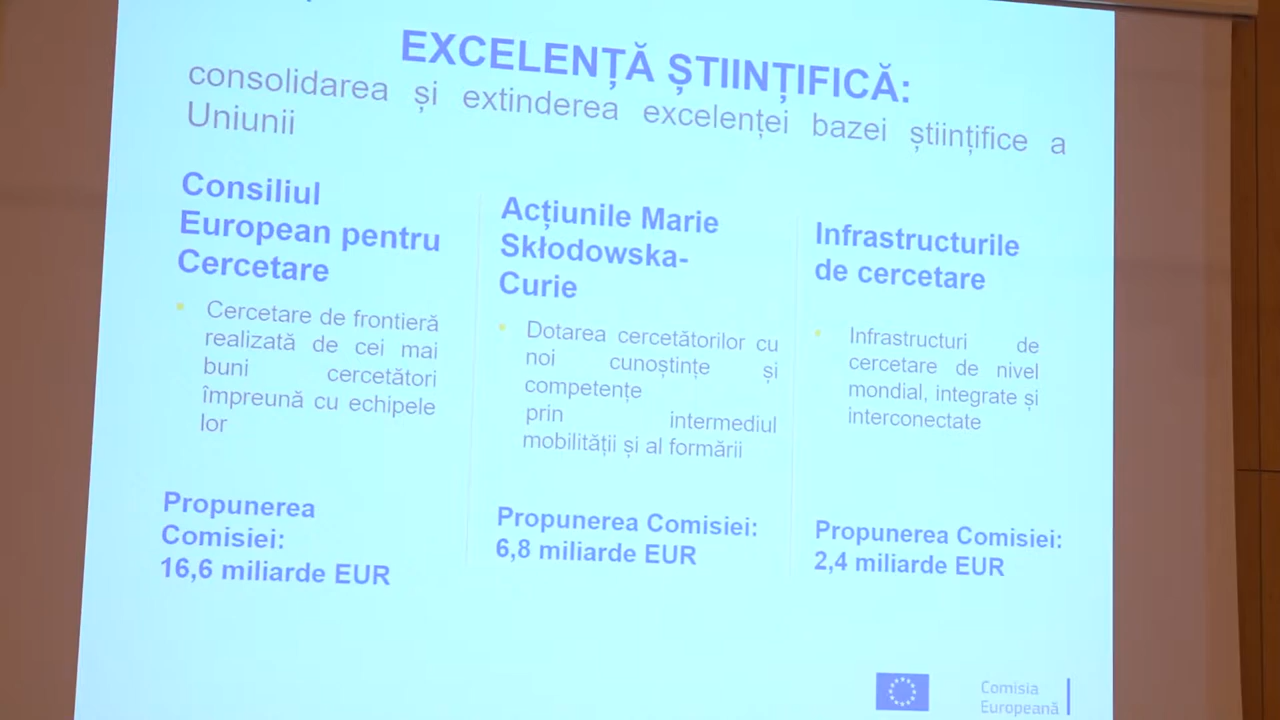 EXCELENȚĂ ȘTIINȚIFICĂ:
consolidarea și extinderea excelenței bazei științifice a
Uniunii
Consiliul
European pentru
Cercetare
Cercetare de frontieră
realizată de cei mai
buni cercetători
împreună cu echipele
lor
Propunerea
Comisiei:
16,6 miliarde EUR
Acțiunile Marie
Skłodowska-
Curie
Dotarea cercetătorilor cu
noi cunoștințe și
competențe
prin intermediul
mobilității și al formării
Propunerea Comisiei:
6,8 miliarde EUR
Infrastructurile
de cercetare
Infrastructuri de
cercetare de nivel
mondial, integrate și
interconectate
Propunerea Comisiei:
2,4 miliarde EUR
Comisia
Europeană